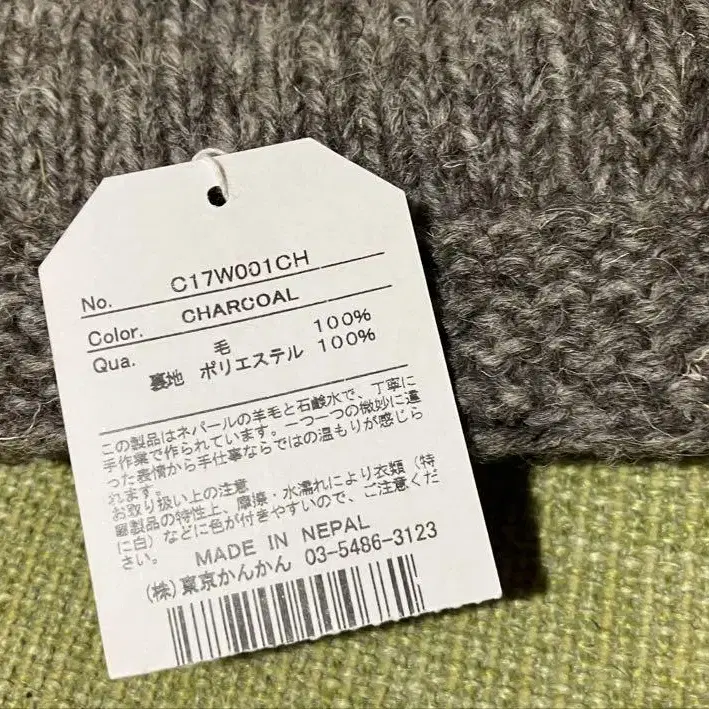 No. C17W001CH
Color. CHARCOAL
Qua. 毛 100%
裏地 ポリエステル 100%
この製品はネパールの羊毛と石鹸水で、丁寧に
手作業で作られています。一つ一つの微妙に違
った表情から手仕事ならではの温もりが感じら
れます。
お取り扱い上の注意
製品の特性上、摩擦・水濡れにより衣類（特
に白）などに色が付きやすいので、ご注意くだ
さい。
MADE IN NEPAL
(株)東京かんかん 03-5486-3123